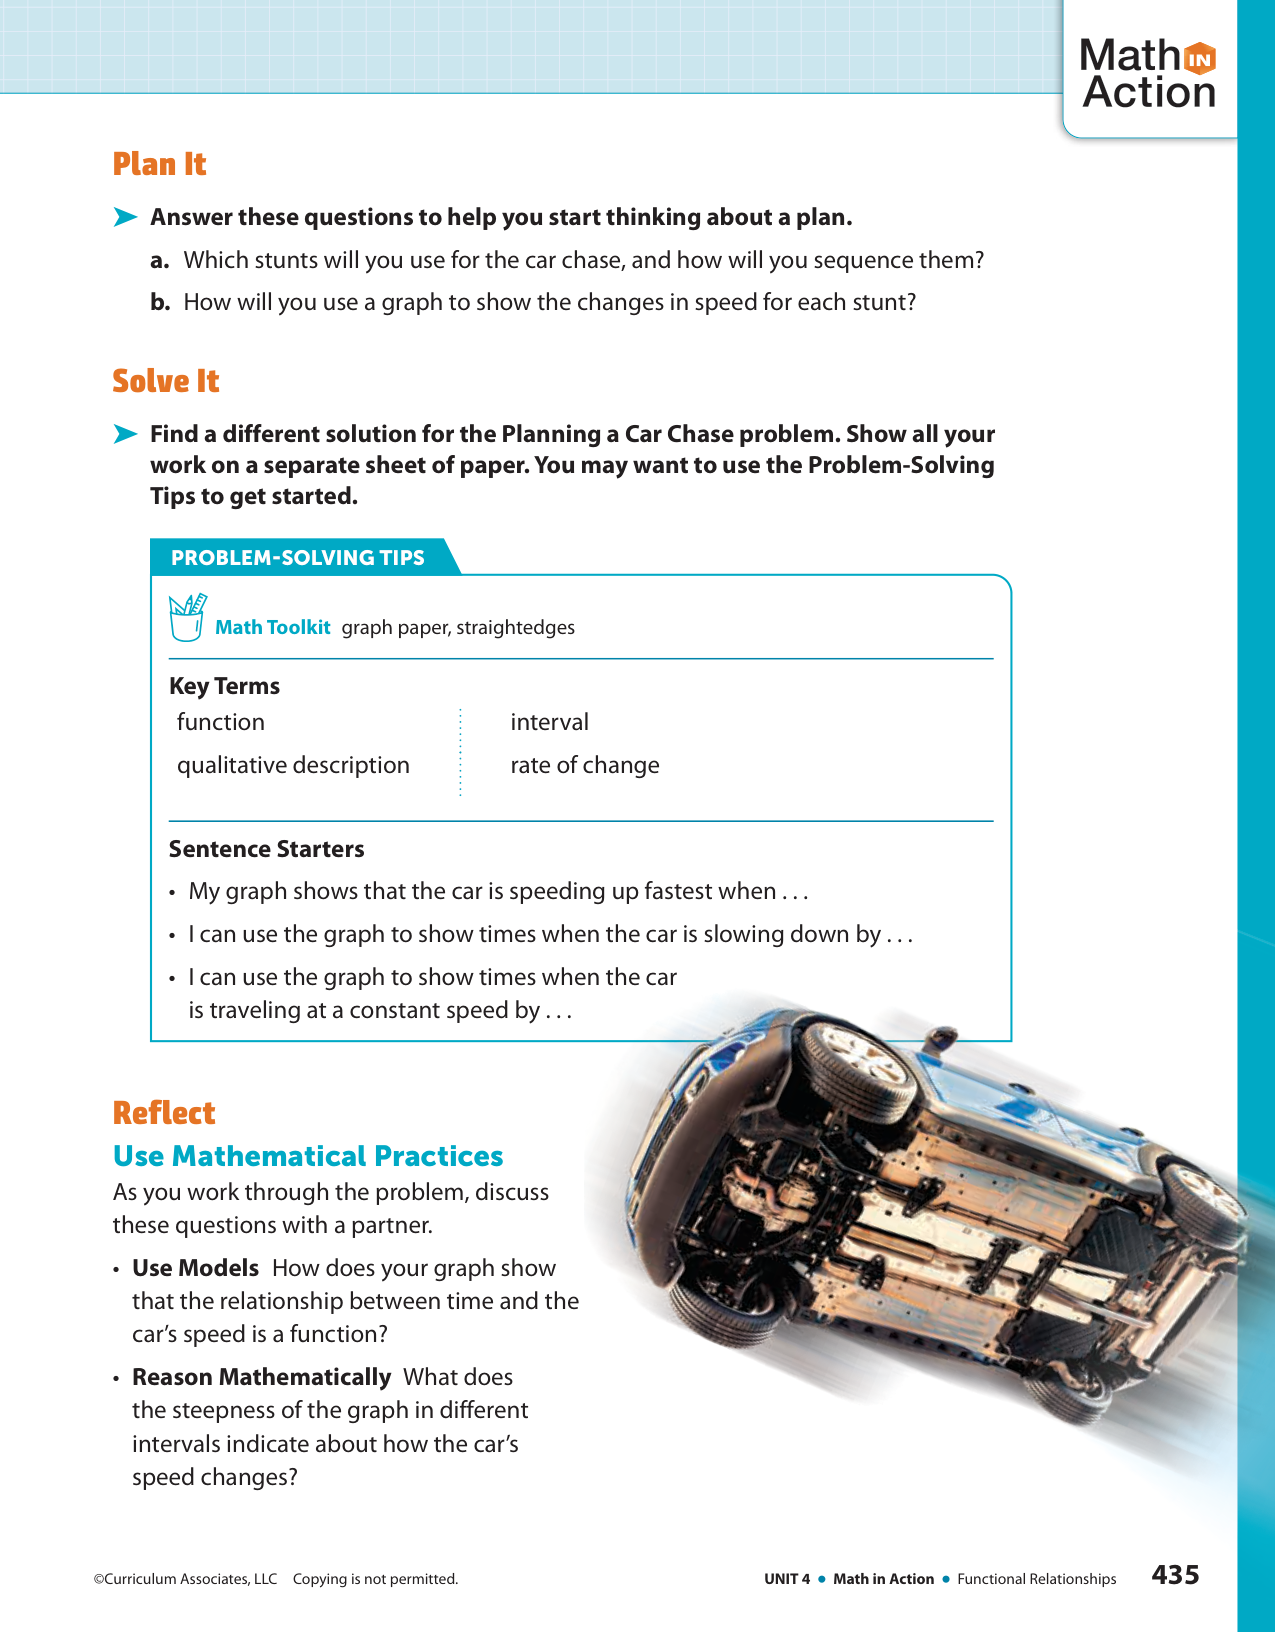 Math IN
Action
Plan It
➤ Answer these questions to help you start thinking about a plan.
a. Which stunts will you use for the car chase, and how will you sequence them?
b. How will you use a graph to show the changes in speed for each stunt?
Solve It
➤ Find a different solution for the Planning a Car Chase problem. Show all your
work on a separate sheet of paper. You may want to use the Problem-Solving
Tips to get started.
PROBLEM-SOLVING TIPS
Math Toolkit graph paper, straightedges
Key Terms
function
qualitative description
interval
rate of change
Sentence Starters
• My graph shows that the car is speeding up fastest when . . .
• I can use the graph to show times when the car is slowing down by . . .
• I can use the graph to show times when the car
is traveling at a constant speed by . . .
Reflect
Use Mathematical Practices
As you work through the problem, discuss
these questions with a partner.
• Use Models How does your graph show
that the relationship between time and the
car’s speed is a function?
• Reason Mathematically What does
the steepness of the graph in different
intervals indicate about how the car’s
speed changes?
©Curriculum Associates, LLC Copying is not permitted.
UNIT 4 • Math in Action • Functional Relationships 435